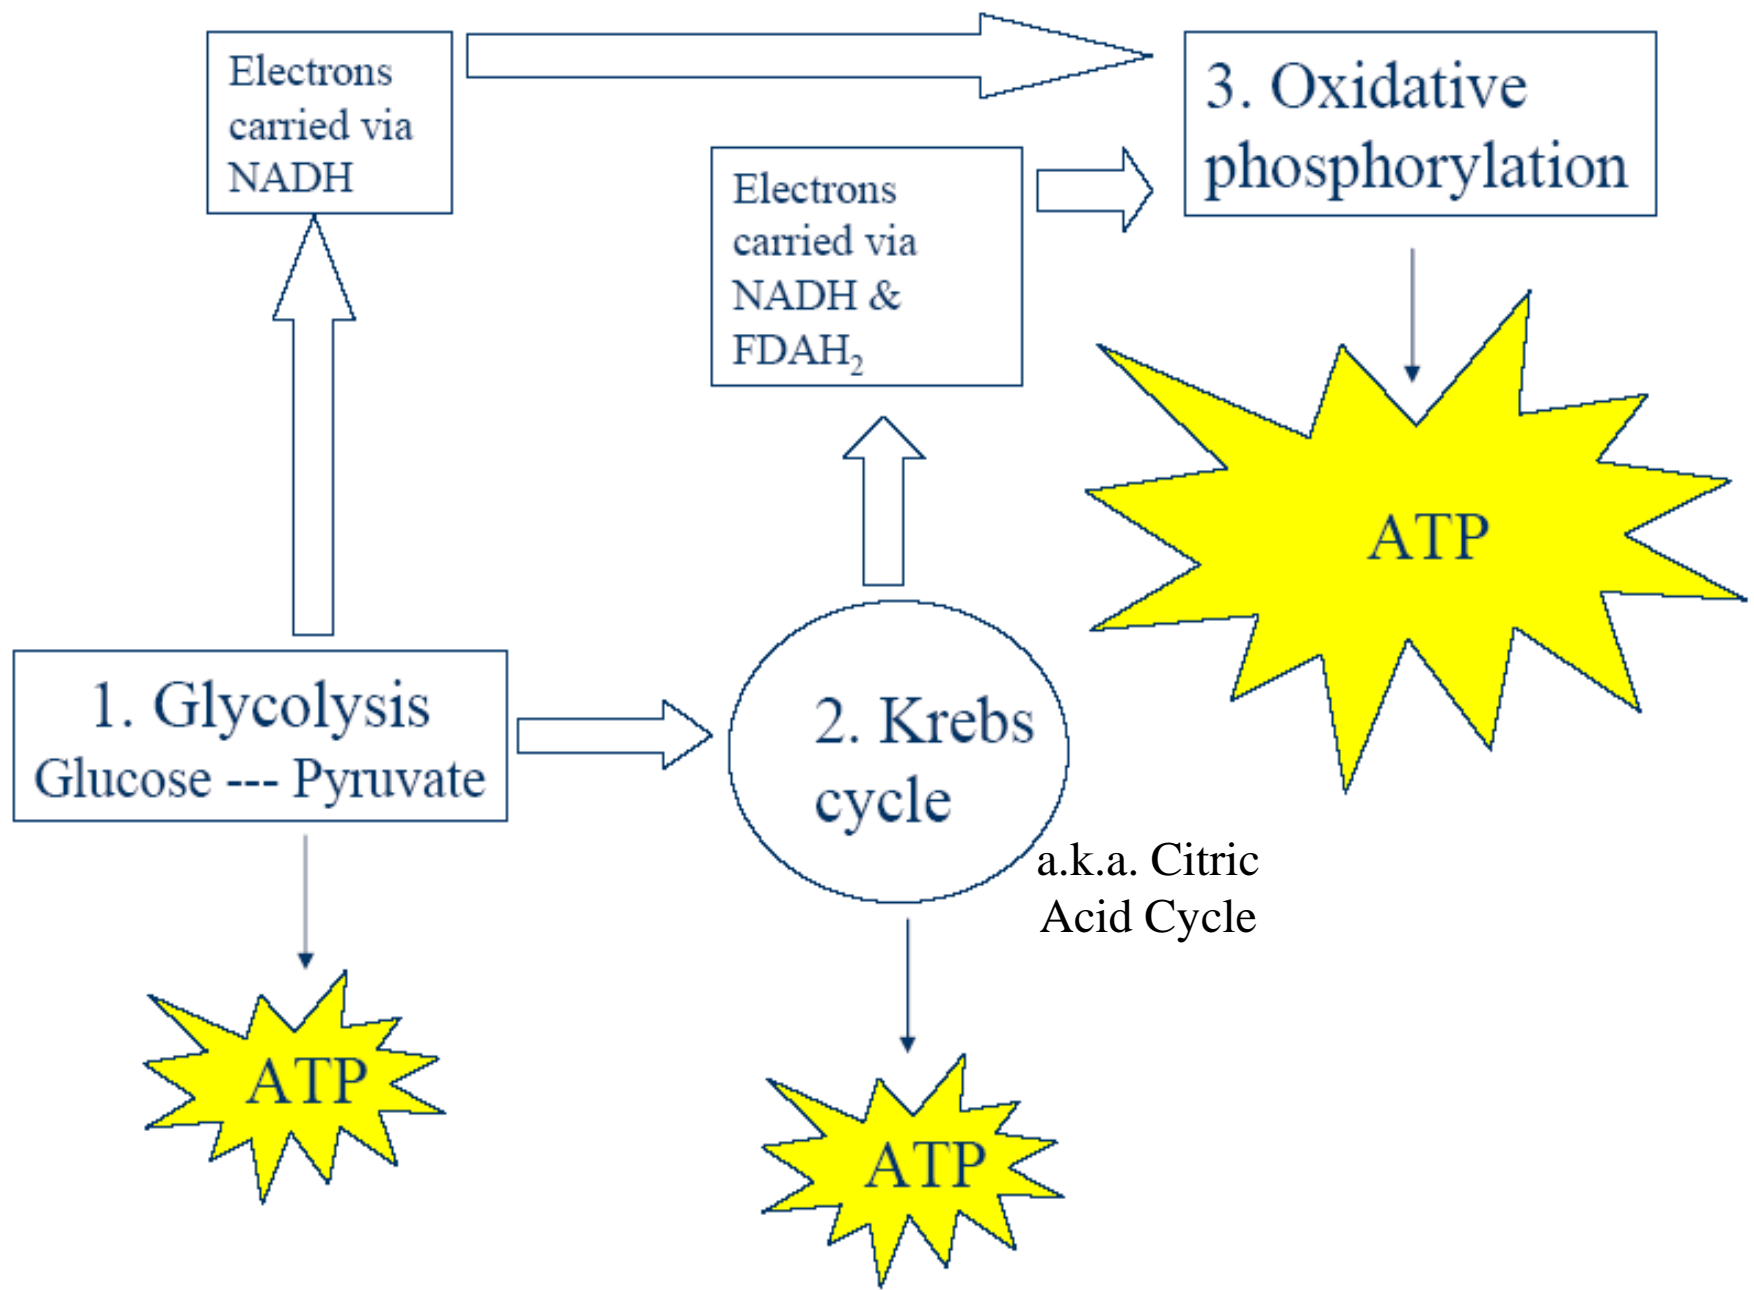 Electrons
carried via
NADH
3. Oxidative
phosphorylation
Electrons
carried via
NADH &
FDAH₂
ATP
1. Glycolysis
Glucose --- Pyruvate
2. Krebs
cycle
a.k.a. Citric
Acid Cycle
ATP
ATP